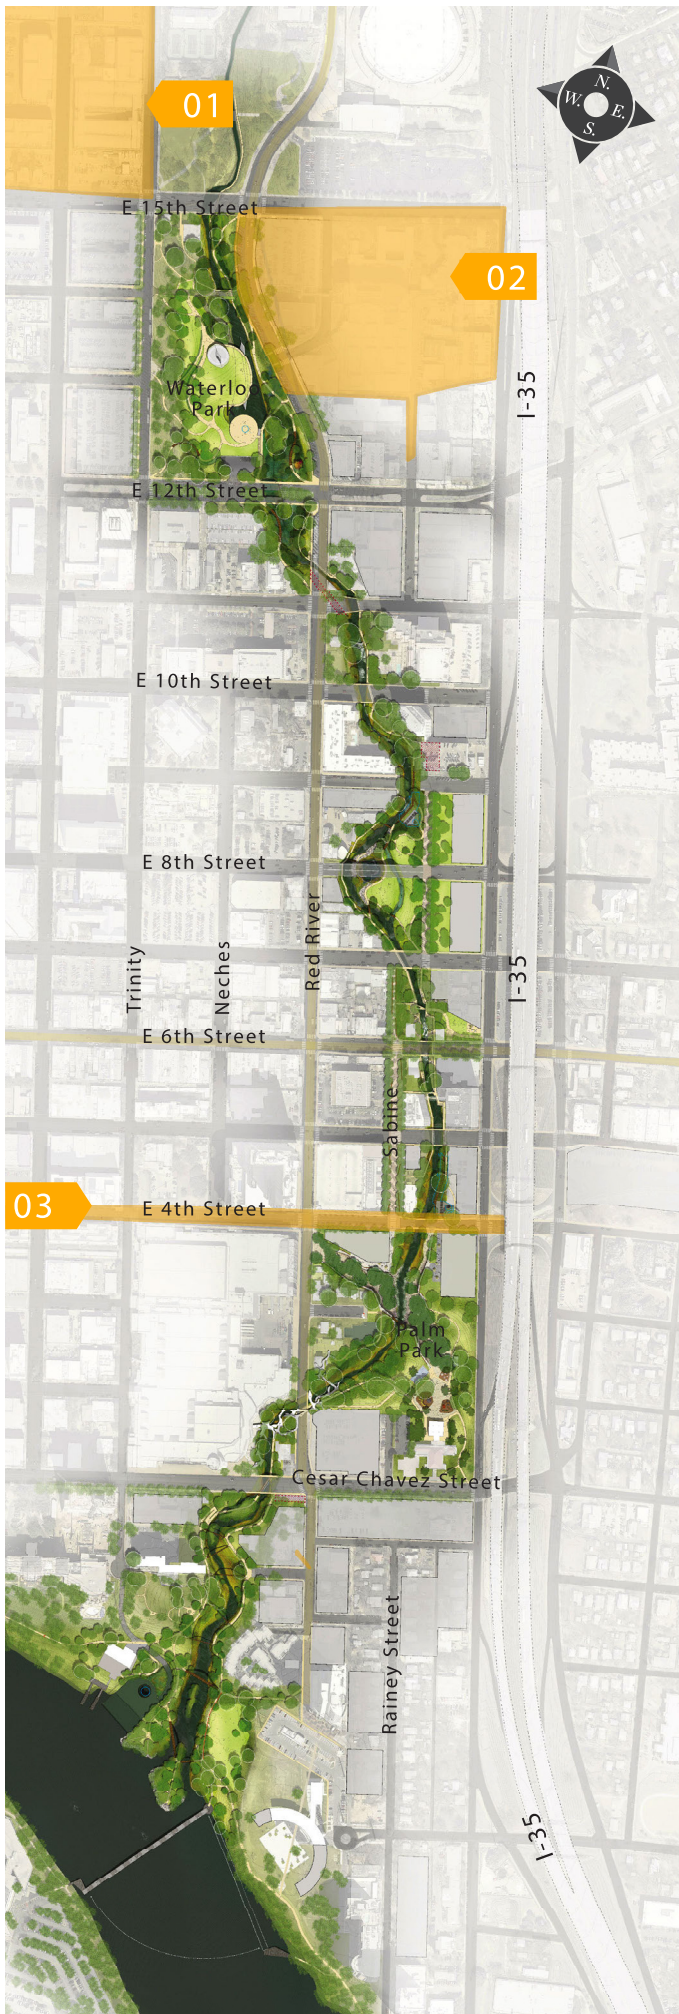 N.
W.
E.
S.
01
E 15th Street
02
I-35
Waterloo
Park
E 12th Street
E 10th Street
E 8th Street
Trinity
Neches
Red River
I-35
E 6th Street
Sabine
03
E 4th Street
Palm
Park
Cesar Chavez Street
Rainey Street
I-35